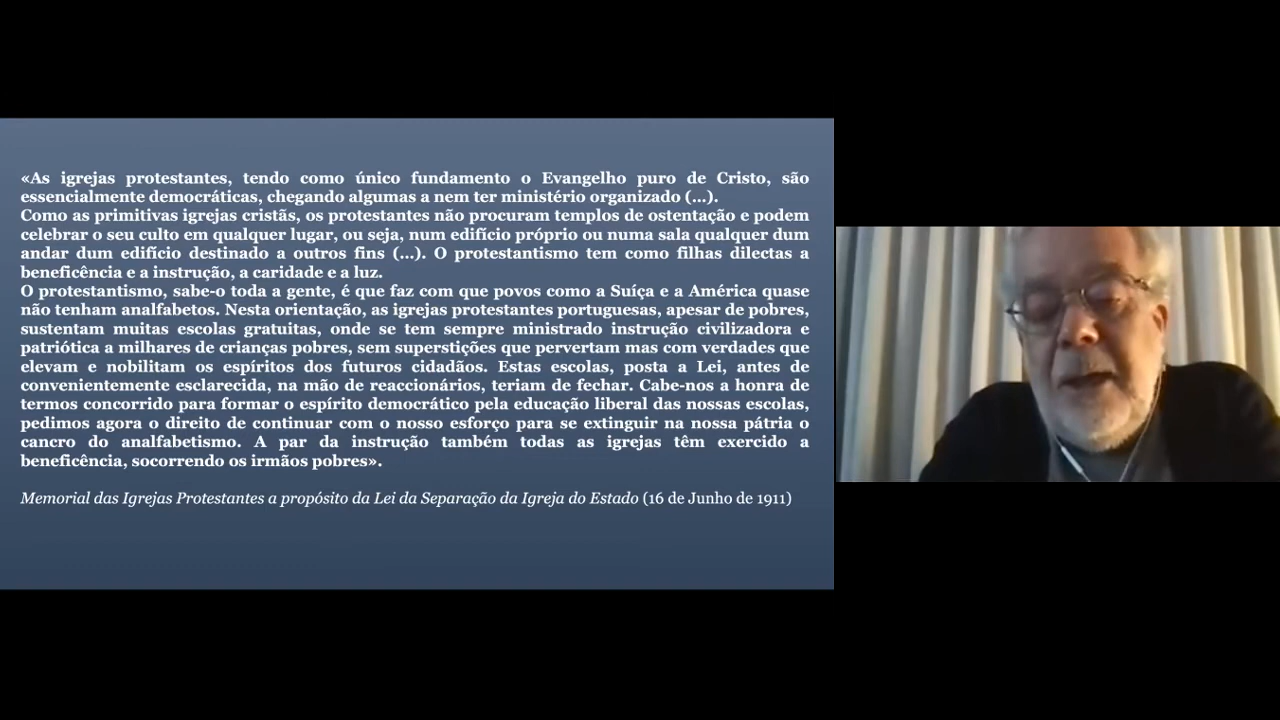 «As igrejas protestantes, tendo como único fundamento o Evangelho puro de Cristo, são
essencialmente democráticas, chegando algumas a nem ter ministério organizado (...).
Como as primitivas igrejas cristãs, os protestantes não procuram templos de ostentação e podem
celebrar o seu culto em qualquer lugar, ou seja, num edifício próprio ou numa sala qualquer dum
andar dum edifício destinado a outros fins (...). O protestantismo tem como filhas dilectas a
beneficência e a instrução, a caridade e a luz.
O protestantismo, sabe-o toda a gente, é que faz com que povos como a Suíça e a América quase
não tenham analfabetos. Nesta orientação, as igrejas protestantes portuguesas, apesar de pobres,
sustentam muitas escolas gratuitas, onde se tem sempre ministrado instrução civilizadora e
patriótica a milhares de crianças pobres, sem superstições que pervertam mas com verdades que
elevam e nobilitam os espíritos dos futuros cidadãos. Estas escolas, posta a Lei, antes de
convenientemente esclarecida, na mão de reaccionários, teriam de fechar. Cabe-nos a honra de
termos concorrido para formar o espírito democrático pela educação liberal das nossas escolas,
pedimos agora o direito de continuar com o nosso esforço para se extinguir na nossa pátria o
cancro do analfabetismo. A par da instrução também todas as igrejas têm exercido a
beneficência, socorrendo os irmãos pobres».
Memorial das Igrejas Protestantes a propósito da Lei da Separação da Igreja do Estado (16 de Junho de 1911)